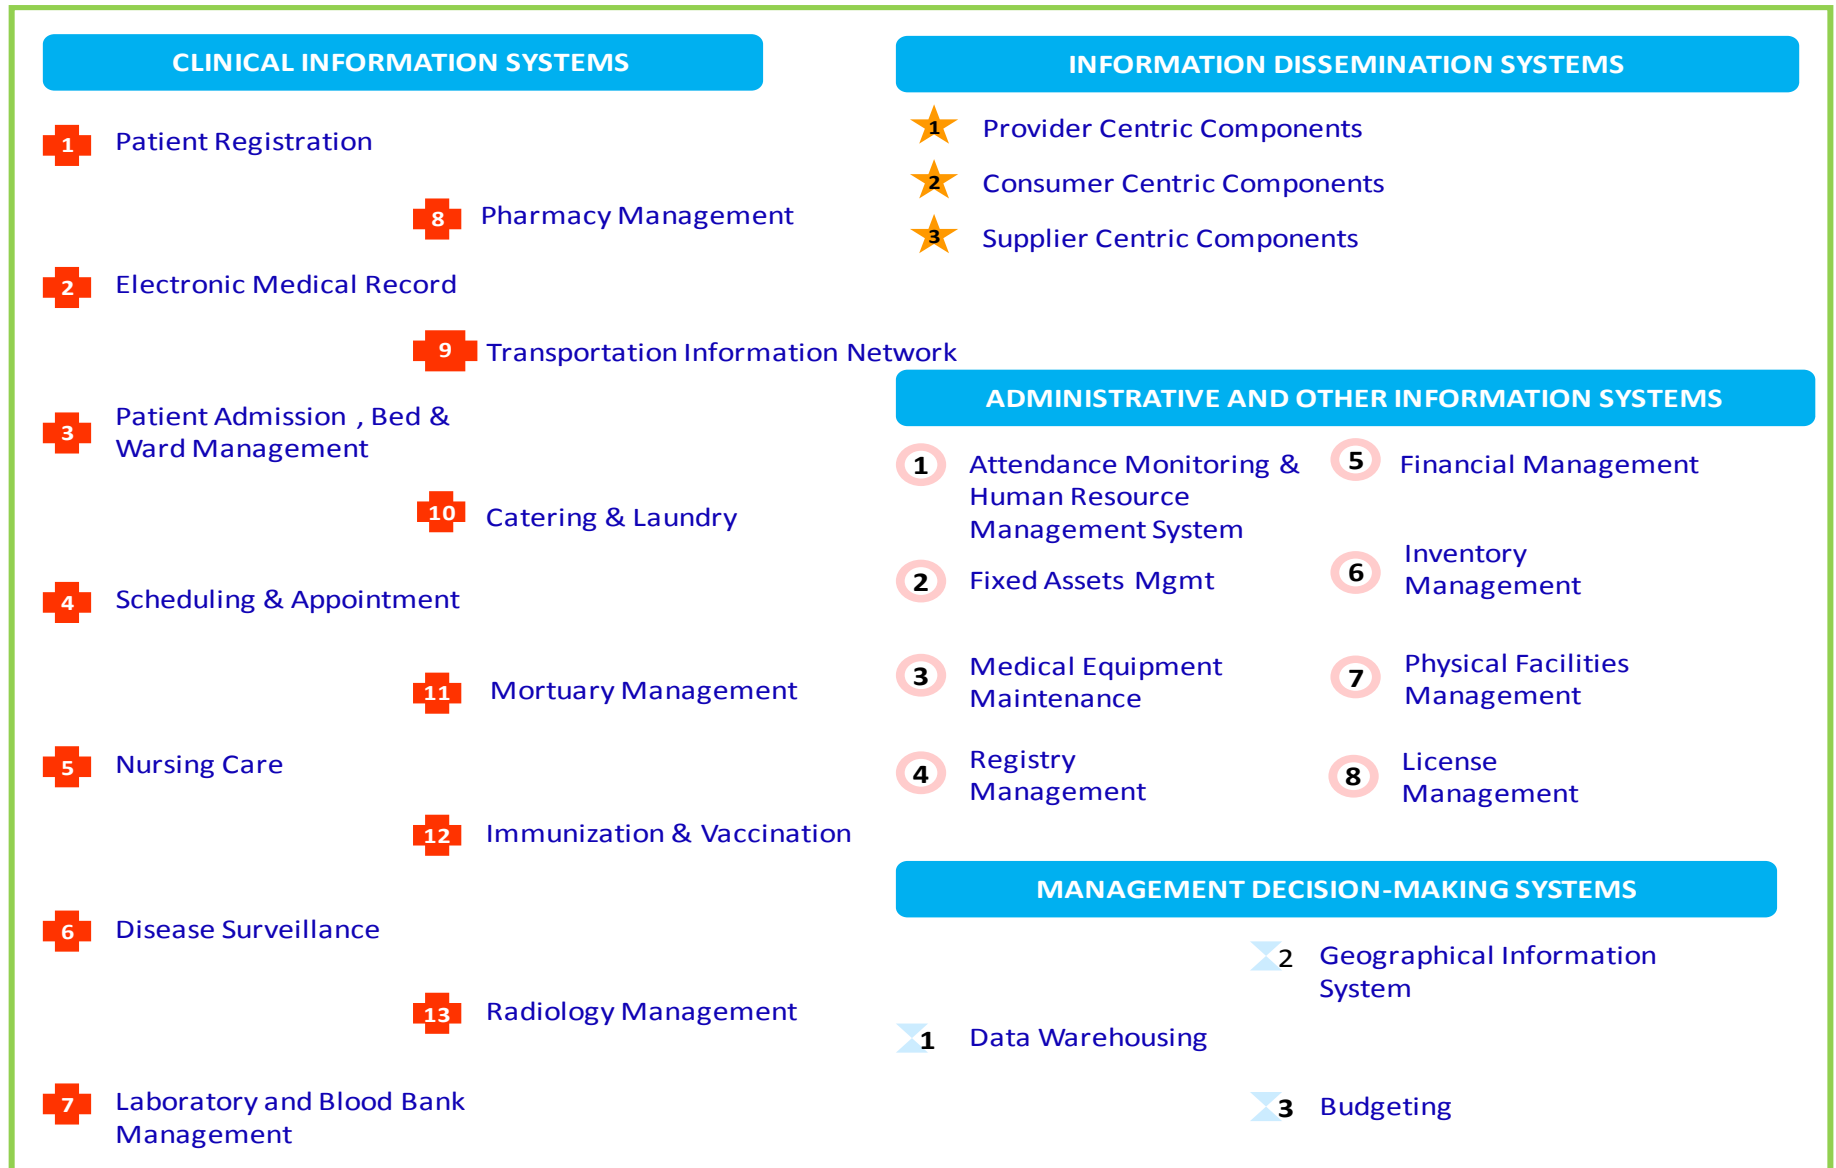 CLINICAL INFORMATION SYSTEMS
1 Patient Registration
8 Pharmacy Management
2 Electronic Medical Record
9 Transportation Information Network
3 Patient Admission , Bed &
Ward Management
10 Catering & Laundry
4 Scheduling & Appointment
11 Mortuary Management
5 Nursing Care
12 Immunization & Vaccination
6 Disease Surveillance
13 Radiology Management
7 Laboratory and Blood Bank
Management
INFORMATION DISSEMINATION SYSTEMS
1 Provider Centric Components
2 Consumer Centric Components
3 Supplier Centric Components
ADMINISTRATIVE AND OTHER INFORMATION SYSTEMS
1 Attendance Monitoring &
Human Resource
Management System
2 Fixed Assets Mgmt
3 Medical Equipment
Maintenance
4 Registry
Management
5 Financial Management
6 Inventory
Management
7 Physical Facilities
Management
8 License
Management
MANAGEMENT DECISION-MAKING SYSTEMS
2 Geographical Information
System
1 Data Warehousing
3 Budgeting